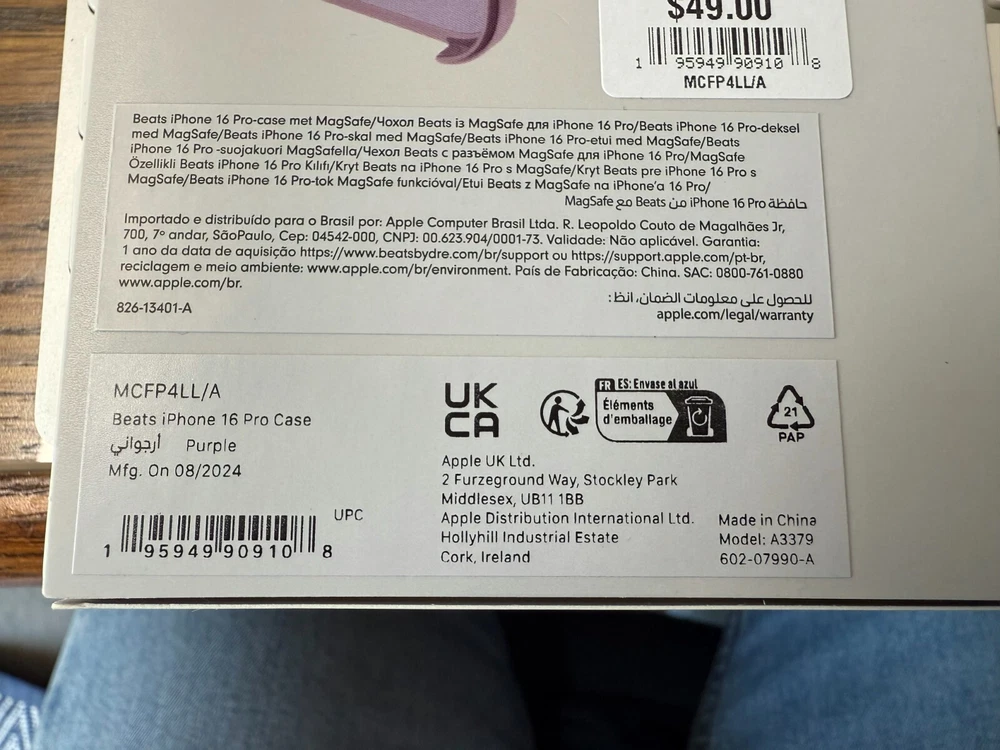 $49.00
1 95949 90910 8
MCFP4LL/A
Beats iPhone 16 Pro-case met MagSafe/Чохол Beats із MagSafe для iPhone 16 Pro/Beats iPhone 16 Pro-deksel
med MagSafe/Beats iPhone 16 Pro-skal med MagSafe/Beats iPhone 16 Pro-etui med MagSafe/Beats
iPhone 16 Pro -suojakuori MagSafella/Чехол Beats с разъёмом MagSafe для iPhone 16 Pro/MagSafe
Özellikli Beats iPhone 16 Pro Kılıfı/Kryt Beats na iPhone 16 Pro s MagSafe/Kryt Beats pre iPhone 16 Pro s
MagSafe/Beats iPhone 16 Pro-tok MagSafe funkcióval/Etui Beats z MagSafe na iPhone'a 16 Pro/
حافظة iPhone 16 Pro من Beats مع MagSafe
Importado e distribuído para o Brasil por: Apple Computer Brasil Ltda. R. Leopoldo Couto de Magalhães Jr,
700, 7º andar, SãoPaulo, Cep: 04542-000, CNPJ: 00.623.904/0001-73. Validade: Não aplicável. Garantia:
1 ano da data de aquisição https://www.beatsbydre.com/br/support ou https://support.apple.com/pt-br,
reciclagem e meio ambiente: www.apple.com/br/environment. País de Fabricação: China. SAC: 0800-761-0880
www.apple.com/br.
للحصول على معلومات الضمان، انظر:
826-13401-A
apple.com/legal/warranty
MCFP4LL/A
Beats iPhone 16 Pro Case
أرجواني Purple
Mfg. On 08/2024
UPC
1 95949 90910 8
UK
CA
FR ES: Envase al azul
Éléments
d'emballage
21
PAP
Apple UK Ltd.
2 Furzeground Way, Stockley Park
Middlesex, UB11 1BB
Apple Distribution International Ltd.
Hollyhill Industrial Estate
Cork, Ireland
Made in China
Model: A3379
602-07990-A